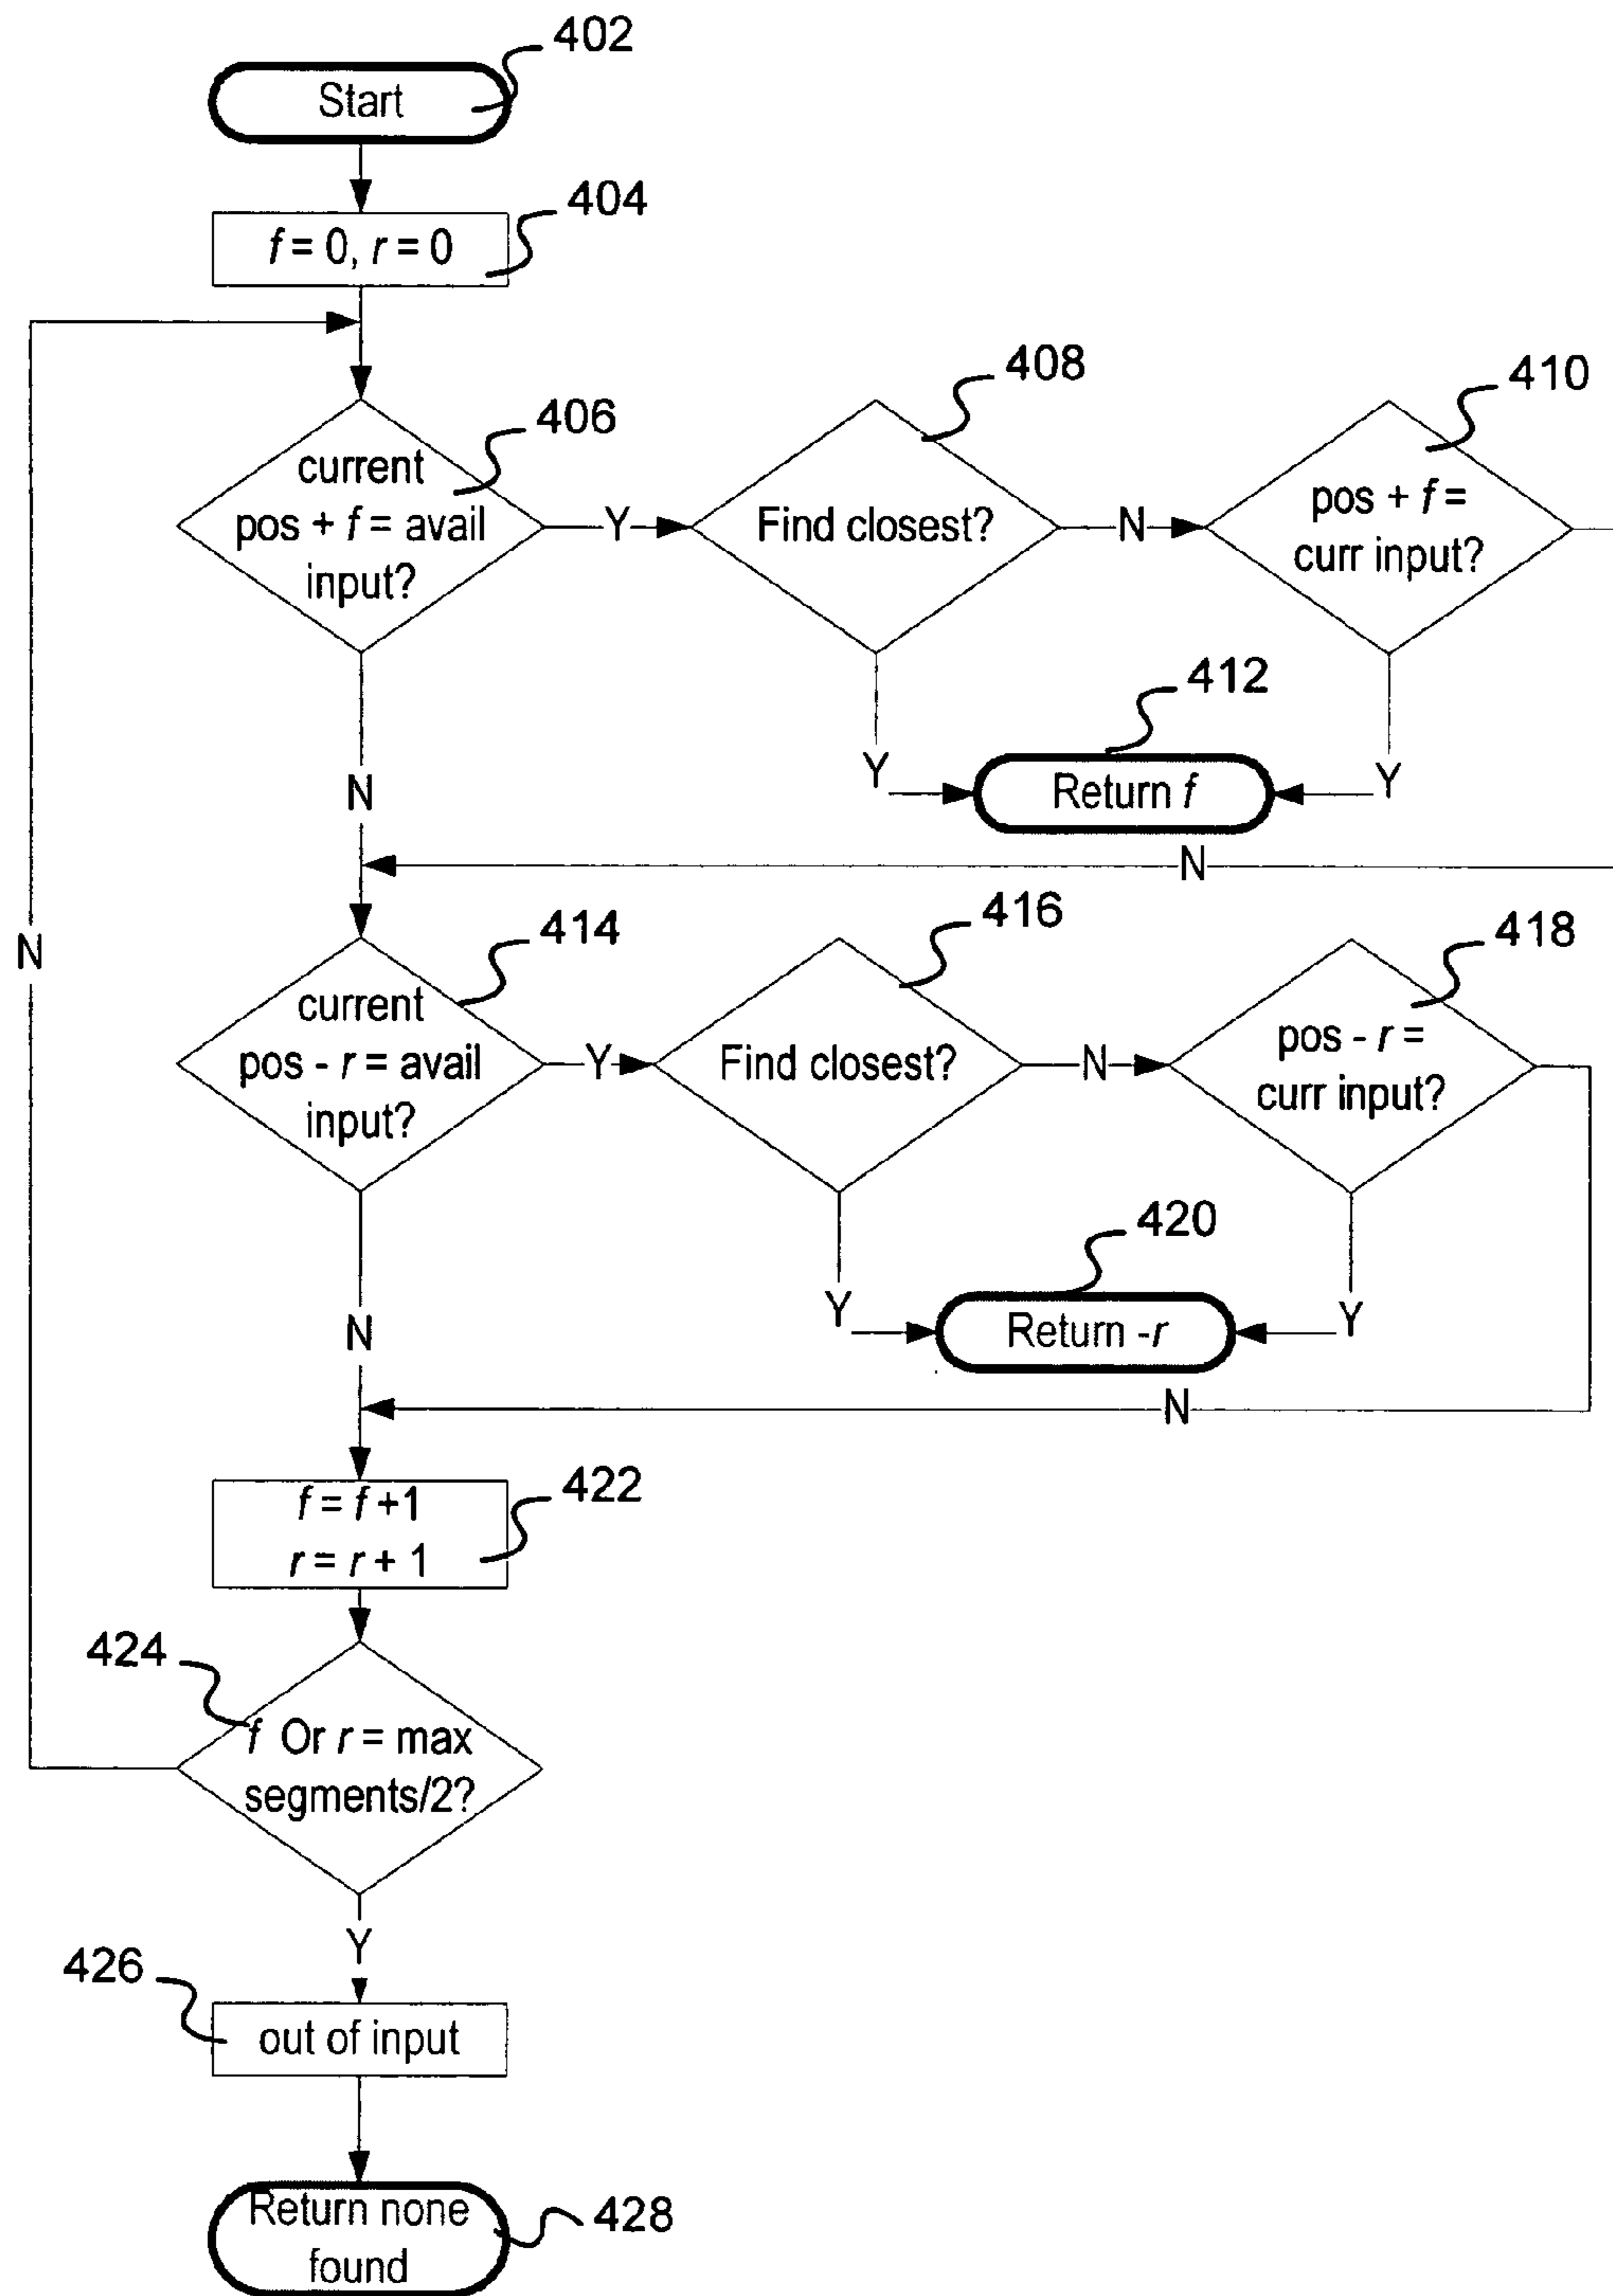 402
Start
404
f = 0, r = 0
406
current
pos + f = avail
input?
Y
408
Find closest?
N
410
pos + f =
curr input?
N
Y
412
Return f
Y
N
N
414
current
pos - r = avail
input?
Y
416
Find closest?
N
418
pos - r =
curr input?
N
Y
420
Return -r
Y
N
422
f = f +1
r = r + 1
424
f Or r = max
segments/2?
Y
426
out of input
Return none
found
428